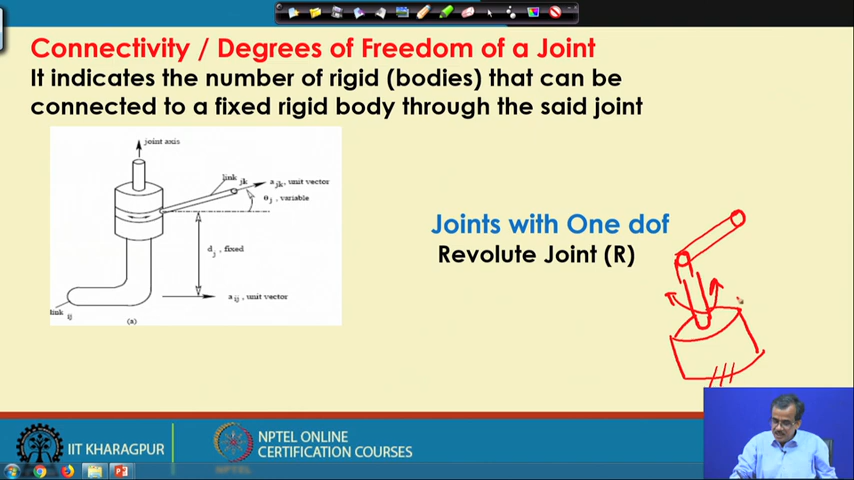 Connectivity / Degrees of Freedom of a Joint
It indicates the number of rigid (bodies) that can be
connected to a fixed rigid body through the said joint
joint axis
link jk
a jk, unit vector
θ j, variable
d j, fixed
a ij, unit vector
link ij
(a)
Joints with One dof
Revolute Joint (R)
IIT KHARAGPUR
NPTEL ONLINE
CERTIFICATION COURSES
NPTEL